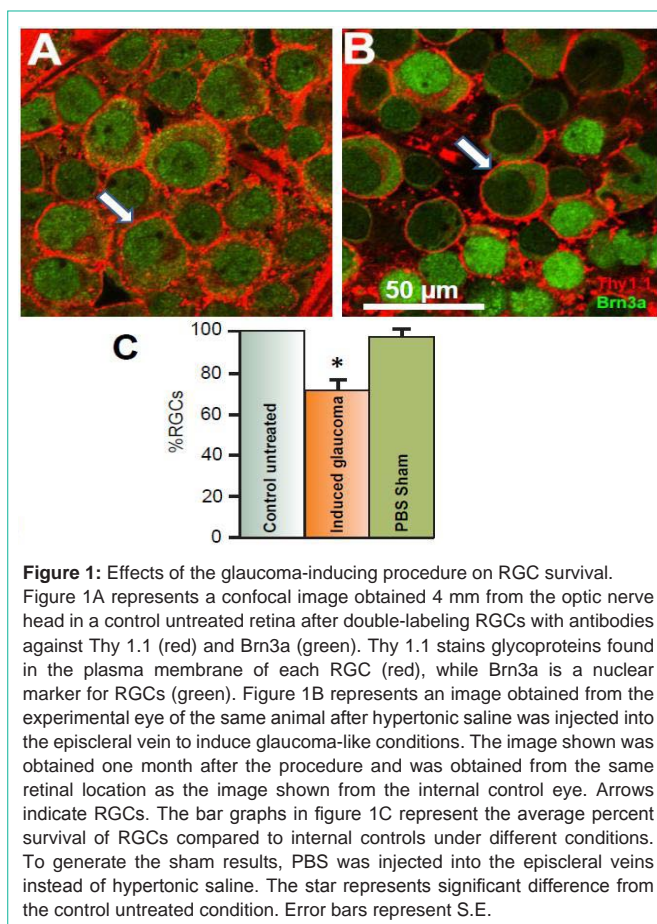 A
B
Thy1.1
50 µm
Brn3a
C
%RGCs
100
80
60
40
20
0
Control untreated
*
Induced glaucoma
PBS Sham
Figure 1: Effects of the glaucoma-inducing procedure on RGC survival.
Figure 1A represents a confocal image obtained 4 mm from the optic nerve
head in a control untreated retina after double-labeling RGCs with antibodies
against Thy 1.1 (red) and Brn3a (green). Thy 1.1 stains glycoproteins found
in the plasma membrane of each RGC (red), while Brn3a is a nuclear
marker for RGCs (green). Figure 1B represents an image obtained from the
experimental eye of the same animal after hypertonic saline was injected into
the episcleral vein to induce glaucoma-like conditions. The image shown was
obtained one month after the procedure and was obtained from the same
retinal location as the image shown from the internal control eye. Arrows
indicate RGCs. The bar graphs in figure 1C represent the average percent
survival of RGCs compared to internal controls under different conditions.
To generate the sham results, PBS was injected into the episcleral veins
instead of hypertonic saline. The star represents significant difference from
the control untreated condition. Error bars represent S.E.